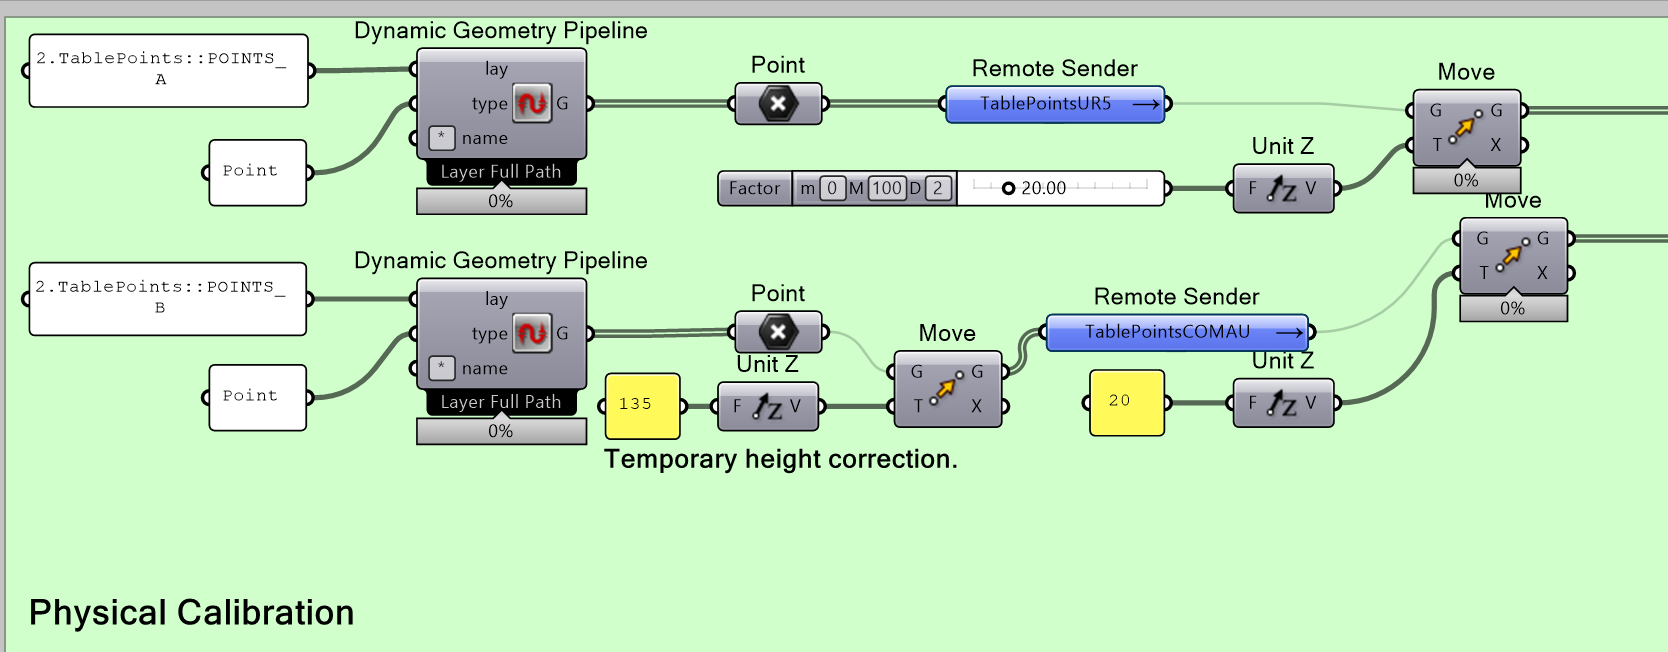 Dynamic Geometry Pipeline
2.TablePoints::POINTS_
A
lay
type G
* name
Layer Full Path
0%
Point
Point
Remote Sender
TablePointsUR5 →
Move
G G
T X
0%
Factor m 0 M 100 D 2 20.00
Unit Z
F Z V
Dynamic Geometry Pipeline
2.TablePoints::POINTS_
B
lay
type G
* name
Layer Full Path
0%
Point
Point
Unit Z
135
F Z V
Move
G G
T X
Temporary height correction.
Remote Sender
TablePointsCOMAU →
20
Unit Z
F Z V
Move
G G
T X
0%
Physical Calibration